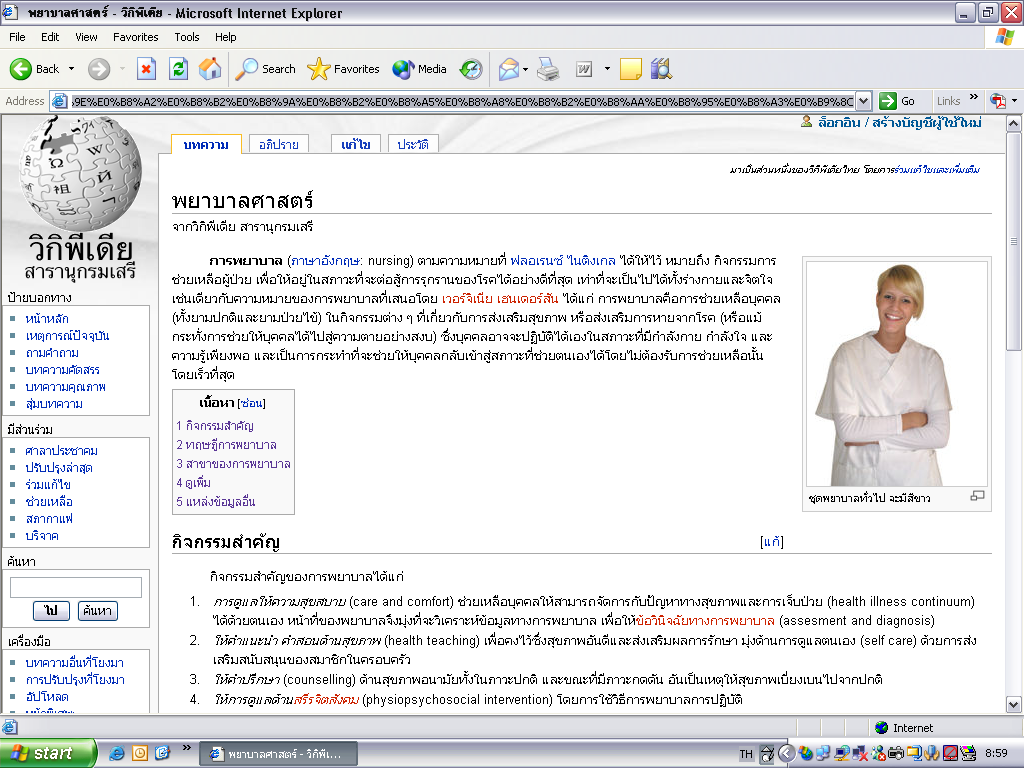 พยาบาลศาสตร์ - วิกิพีเดีย - Microsoft Internet Explorer
File Edit View Favorites Tools Help
Back Search Favorites Media
Address 9E%E0%B8%A2%E0%B8%B2%E0%B8%9A%E0%B8%B2%E0%B8%A5%E0%B8%A8%E0%B8%B2%E0%B8%AA%E0%B8%95%E0%B8%A3%E0%B9%8C Go Links
ล็อกอิน / สร้างบัญชีผู้ใช้ใหม่
บทความ อภิปราย แก้ไข ประวัติ
มาเป็นส่วนหนึ่งของวิกิพีเดียไทย โดยการร่วมแก้ไขและเพิ่มเติม
พยาบาลศาสตร์
จากวิกิพีเดีย สารานุกรมเสรี
วิกิพีเดีย
สารานุกรมเสรี
ป้ายบอกทาง
หน้าหลัก
เหตุการณ์ปัจจุบัน
ถามคำถาม
บทความคัดสรร
บทความคุณภาพ
สุ่มบทความ
มีส่วนร่วม
ศาลาประชาคม
ปรับปรุงล่าสุด
ร่วมแก้ไข
ช่วยเหลือ
สภากาแฟ
บริจาค
ค้นหา
ไป ค้นหา
เครื่องมือ
บทความอื่นที่โยงมา
การปรับปรุงที่โยงมา
อัปโหลด
หน้าพิเศษ
การพยาบาล (ภาษาอังกฤษ: nursing) ตามความหมายที่ ฟลอเรนซ์ ไนติงเกล ได้ให้ไว้ หมายถึง กิจกรรมการ
ช่วยเหลือผู้ป่วย เพื่อให้อยู่ในสภาวะที่จะต่อสู้การรุกรานของโรคได้อย่างดีที่สุด เท่าที่จะเป็นไปได้ทั้งร่างกายและจิตใจ
เช่นเดียวกับความหมายของการพยาบาลที่เสนอโดย เวอร์จิเนีย เฮนเดอร์สัน ได้แก่ การพยาบาลคือการช่วยเหลือบุคคล
(ทั้งยามปกติและยามป่วยไข้) ในกิจกรรมต่าง ๆ ที่เกี่ยวกับการส่งเสริมสุขภาพ หรือส่งเสริมการหายจากโรค (หรือแม้
กระทั่งการช่วยให้บุคคลได้ไปสู่ความตายอย่างสงบ) ซึ่งบุคคลอาจจะปฏิบัติได้เองในสภาวะที่มีกำลังกาย กำลังใจ และ
ความรู้เพียงพอ และเป็นการกระทำที่จะช่วยให้บุคคลกลับเข้าสู่สภาวะที่ช่วยตนเองได้โดยไม่ต้องรับการช่วยเหลือนั้น
โดยเร็วที่สุด
ชุดพยาบาลทั่วไป จะมีสีขาว
เนื้อหา [ซ่อน]
1 กิจกรรมสำคัญ
2 ทฤษฎีการพยาบาล
3 สาขาของการพยาบาล
4 ดูเพิ่ม
5 แหล่งข้อมูลอื่น
กิจกรรมสำคัญ [แก้]
กิจกรรมสำคัญของการพยาบาลได้แก่
1. การดูแลให้ความสุขสบาย (care and comfort) ช่วยเหลือบุคคลให้สามารถจัดการกับปัญหาทางสุขภาพและการเจ็บป่วย (health illness continuum)
ได้ด้วยตนเอง หน้าที่ของพยาบาลจึงมุ่งที่จะวิเคราะห์ข้อมูลทางการพยาบาล เพื่อให้ข้อวินิจฉัยทางการพยาบาล (assesment and diagnosis)
2. ให้คำแนะนำ คำสอนด้านสุขภาพ (health teaching) เพื่อคงไว้ซึ่งสุขภาพอันดีและส่งเสริมผลการรักษา มุ่งด้านการดูแลตนเอง (self care) ด้วยการส่ง
เสริมสนับสนุนของสมาชิกในครอบครัว
3. ให้คำปรึกษา (counselling) ด้านสุขภาพอนามัยทั้งในภาวะปกติ และขณะที่มีภาวะกดดัน อันเป็นเหตุให้สุขภาพเบี่ยงเบนไปจากปกติ
4. ให้การดูแลด้านสรีรจิตสังคม (physiopsychosocial intervention) โดยการใช้วิธีการพยาบาลการปฏิบัติ
Internet
start พยาบาลศาสตร์ - วิกิพี... TH 8:59